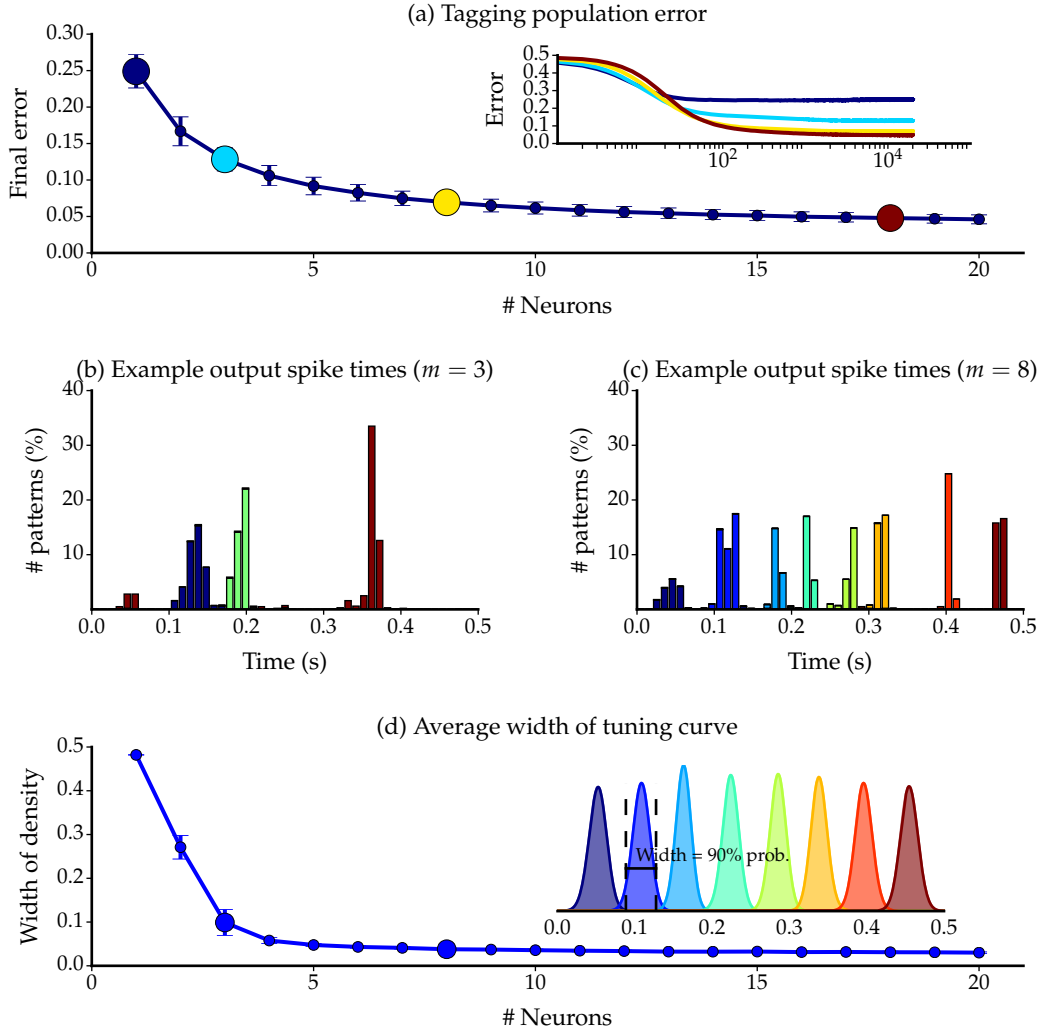 (a) Tagging population error
0.30
0.25
0.20
0.15
0.10
0.05
0.00
Final error
0 5 10 15 20
# Neurons
0.5
0.4
0.3
0.2
0.1
0.0
Error
10² 10⁴
(b) Example output spike times (m = 3)
40
30
20
10
# patterns (%)
0.0 0.1 0.2 0.3 0.4 0.5
Time (s)
(c) Example output spike times (m = 8)
40
30
20
10
# patterns (%)
0.0 0.1 0.2 0.3 0.4 0.5
Time (s)
(d) Average width of tuning curve
0.5
0.4
0.3
0.2
0.1
0.0
Width of density
Width = 90% prob.
0.0 0.1 0.2 0.3 0.4 0.5
0 5 10 15 20
# Neurons